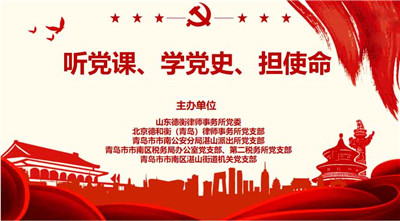 听党课、学党史、担使命
主办单位
山东德衡律师事务所党委
北京德和衡（青岛）律师事务所党支部
青岛市市南公安分局湛山派出所党支部
青岛市市南区税务局办公室党支部、第二税务所党支部
青岛市市南区湛山街道机关党支部